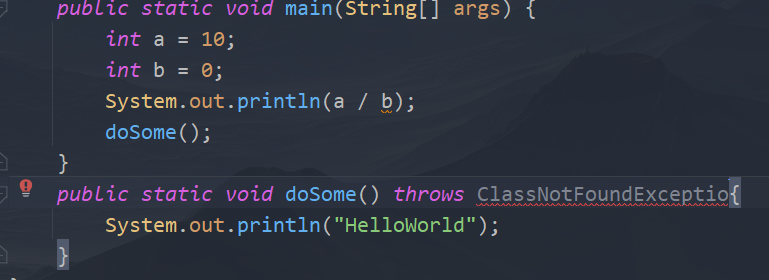 public static void main(String[] args) {
int a = 10;
int b = 0;
System.out.println(a / b);
doSome();
}
public static void doSome() throws ClassNotFoundExceptio{
System.out.println("HelloWorld");
}